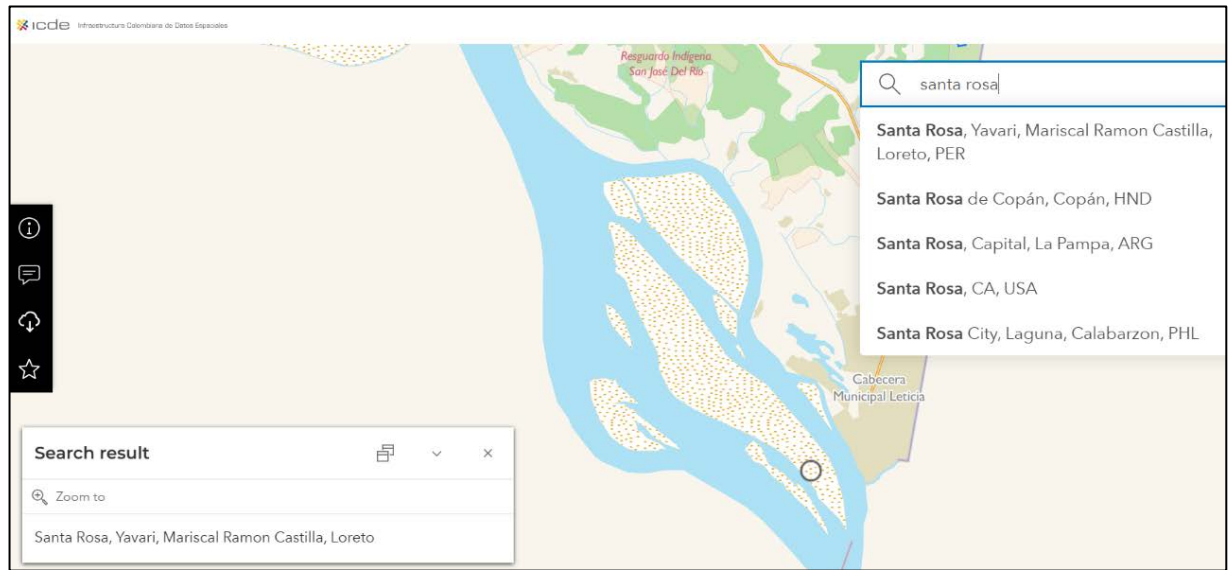 icde Infraestructura Colombiana de Datos Espaciales
Resguardo Indígena
San José Del Río
santa rosa
Santa Rosa, Yavari, Mariscal Ramon Castilla,
Loreto, PER
Santa Rosa de Copán, Copán, HND
Santa Rosa, Capital, La Pampa, ARG
Santa Rosa, CA, USA
Santa Rosa City, Laguna, Calabarzon, PHL
Cabecera
Municipal Leticia
Search result
Zoom to
Santa Rosa, Yavari, Mariscal Ramon Castilla, Loreto